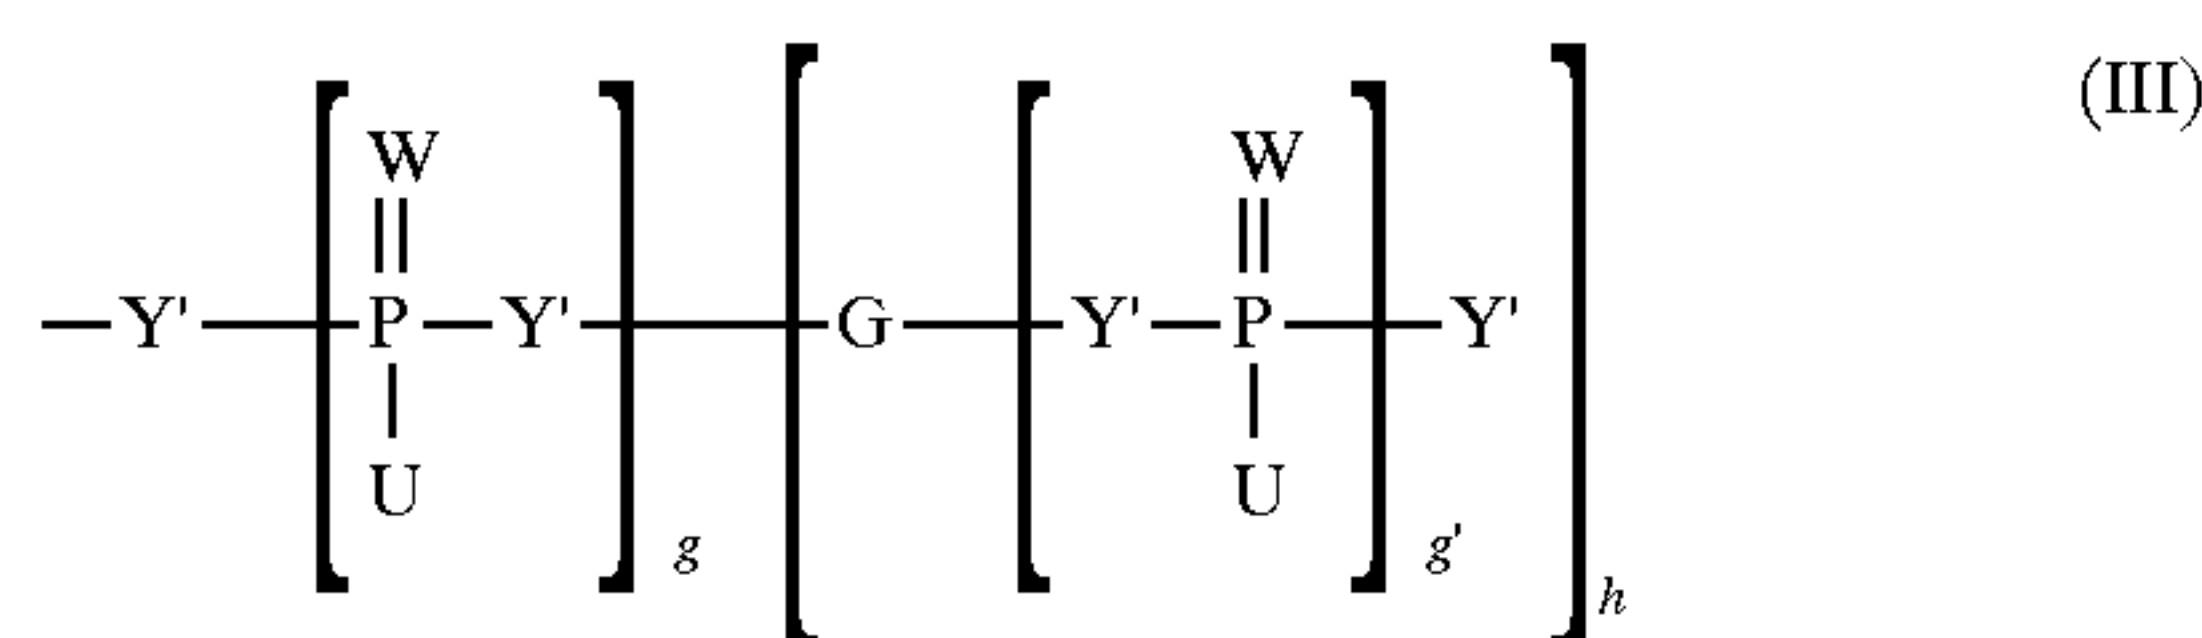 (III)
W W
Y' P Y' G Y' P Y'
U U
g g'
h